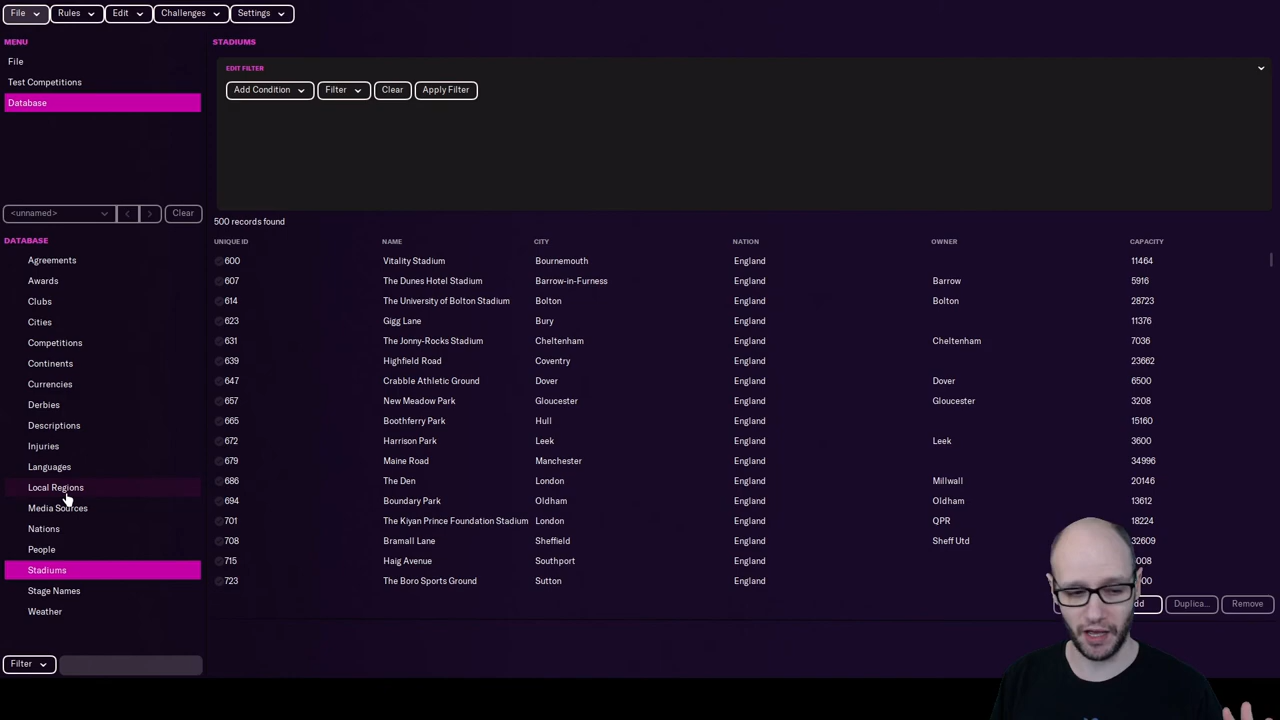 File Rules Edit Challenges Settings
MENU
File
Test Competitions
Database
<unnamed> Clear
DATABASE
Agreements
Awards
Clubs
Cities
Competitions
Continents
Currencies
Derbies
Descriptions
Injuries
Languages
Local Regions
Media Sources
Nations
People
Stadiums
Stage Names
Weather
Filter
STADIUMS
EDIT FILTER
Add Condition Filter Clear Apply Filter
500 records found
UNIQUE ID NAME CITY NATION OWNER CAPACITY
600 Vitality Stadium Bournemouth England 11464
607 The Dunes Hotel Stadium Barrow-in-Furness England Barrow 5916
614 The University of Bolton Stadium Bolton England Bolton 28723
623 Gigg Lane Bury England 11376
631 The Jonny-Rocks Stadium Cheltenham England Cheltenham 7036
639 Highfield Road Coventry England 23662
647 Crabble Athletic Ground Dover England Dover 6500
657 New Meadow Park Gloucester England Gloucester 3208
665 Boothferry Park Hull England 15160
672 Harrison Park Leek England Leek 3600
679 Maine Road Manchester England 34996
686 The Den London England Millwall 20146
694 Boundary Park Oldham England Oldham 13612
701 The Kiyan Prince Foundation Stadium London England QPR 18224
708 Bramall Lane Sheffield England Sheff Utd 32609
715 Haig Avenue Southport England 008
723 The Boro Sports Ground Sutton England 00
dd Duplica... Remove